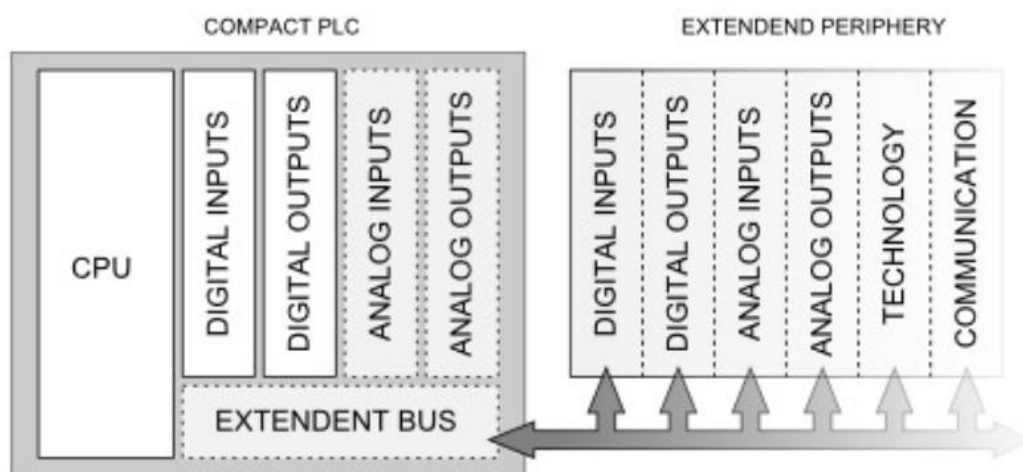 COMPACT PLC
EXTENDEND PERIPHERY
CPU
DIGITAL INPUTS
DIGITAL OUTPUTS
ANALOG INPUTS
ANALOG OUTPUTS
EXTENDENT BUS
DIGITAL INPUTS
DIGITAL OUTPUTS
ANALOG INPUTS
ANALOG OUTPUTS
TECHNOLOGY
COMMUNICATION